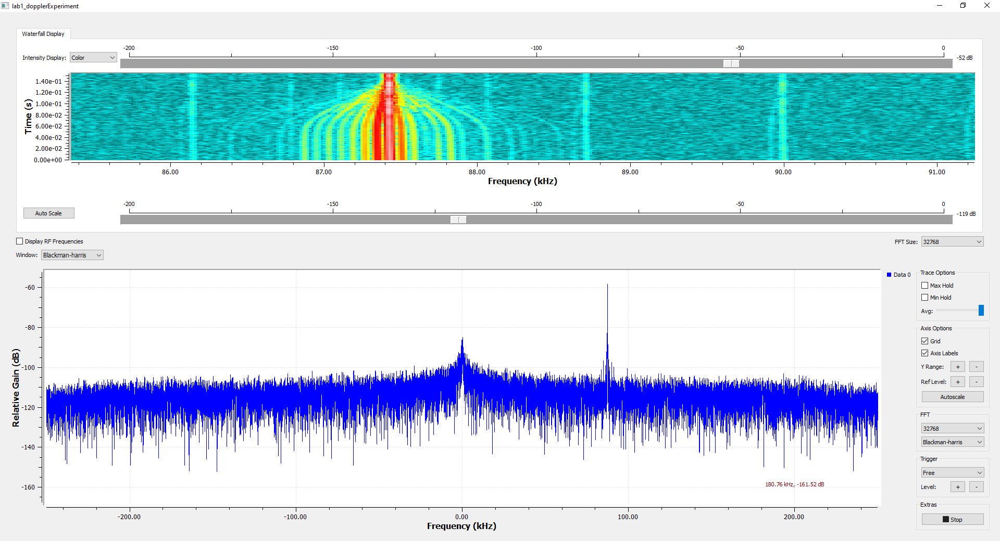 lab1_dopplerExperiment
Waterfall Display
-200 -150 -100 -50 0
Intensity Display: Color -52 dB
1.40e-01
1.20e-01
1.00e-01
8.00e-02
6.00e-02
4.00e-02
2.00e-02
0.00e+00
Time (s)
86.00 87.00 88.00 89.00 90.00 91.00
Frequency (kHz)
-200 -150 -100 -50 0
Auto Scale -119 dB
Display RF Frequencies
FFT Size: 32768
Window: Blackman-harris
-60
-80
-100
-120
-140
-160
Relative Gain (dB)
180.76 kHz, -161.52 dB
-200.00 -100.00 0.00 100.00 200.00
Frequency (kHz)
Data 0
Trace Options
Max Hold
Min Hold
Avg:
Axis Options
Grid
Axis Labels
Y Range: + -
Ref Level: + -
Autoscale
FFT
32768
Blackman-harris
Trigger
Free
Level: + -
Extras
Stop